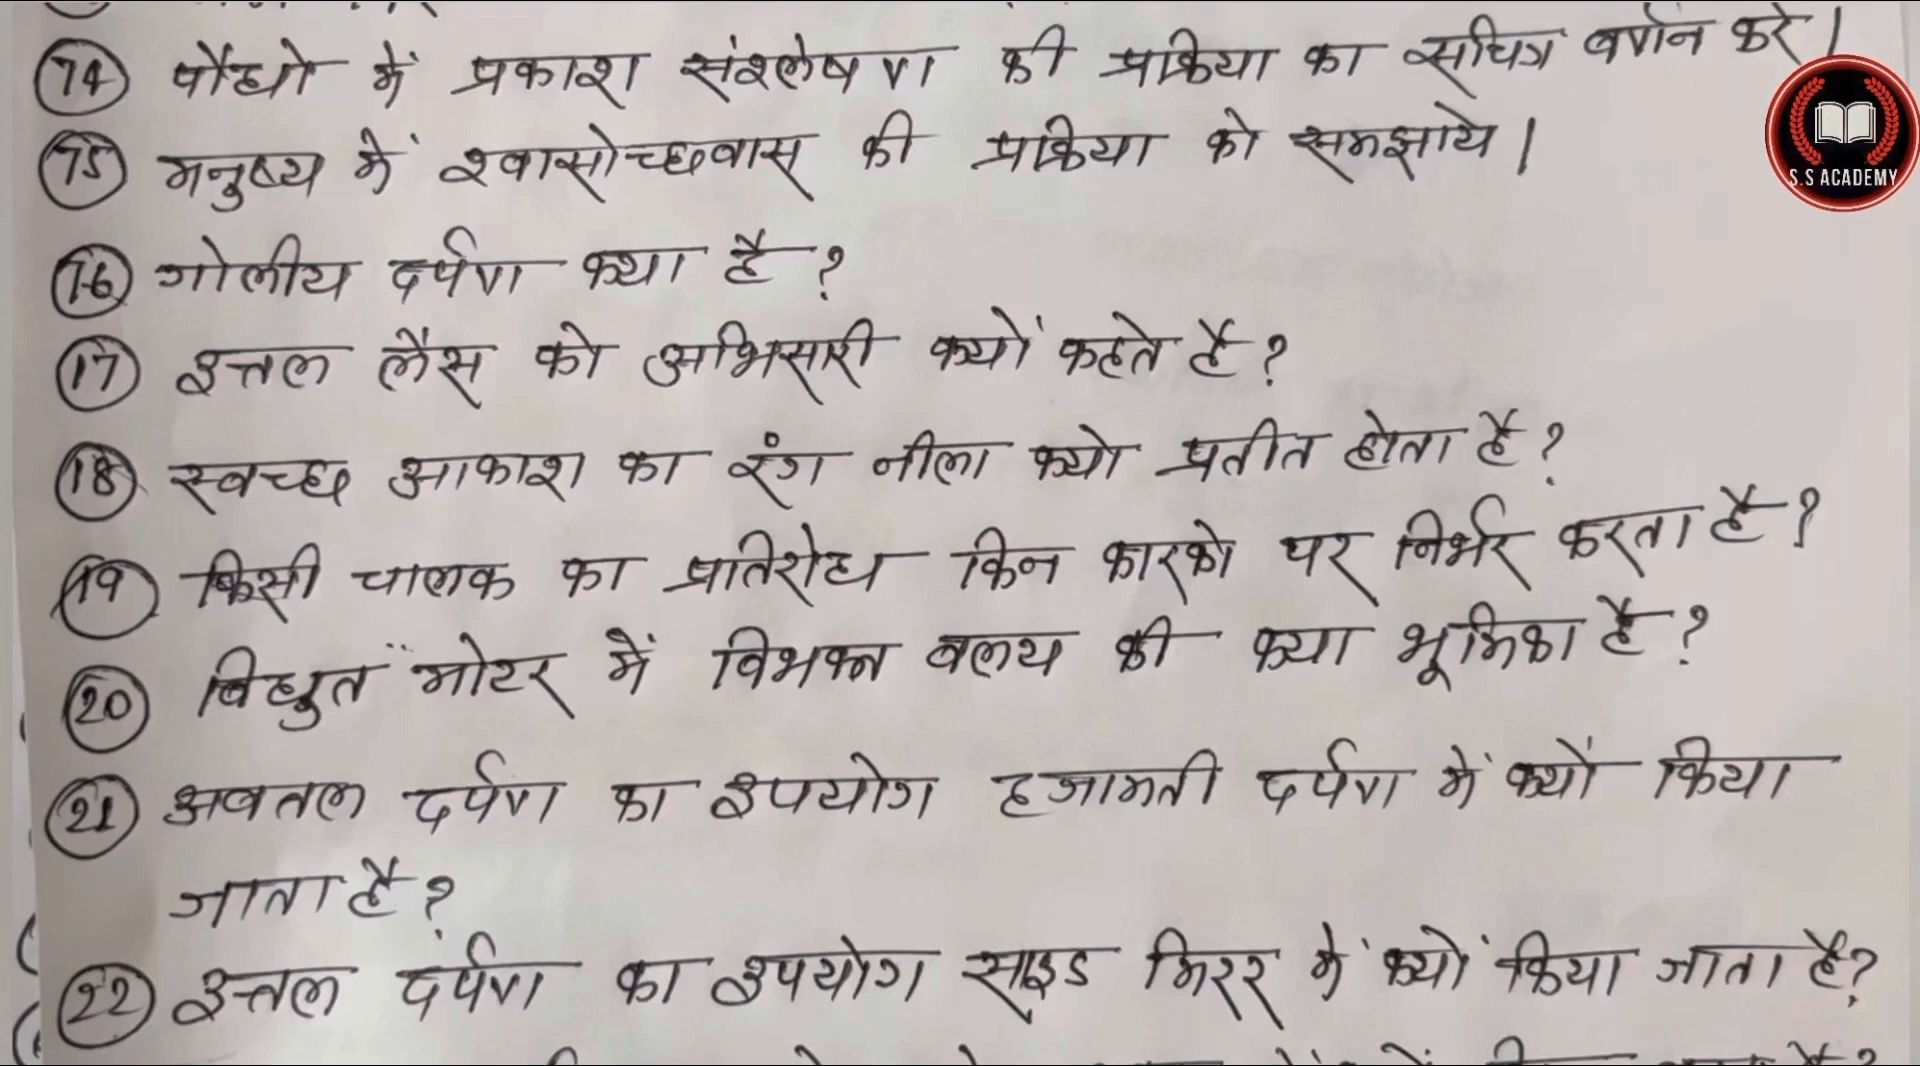 14 पौधो में प्रकाश संश्लेषण की प्रक्रिया का सचित्र वर्णन करे।
15 मनुष्य में श्वासोच्छवास की प्रक्रिया को समझाये।
S.S ACADEMY
16 गोलीय दर्पण क्या है ?
17 उत्तल लैंस को अभिसारी क्यों कहते है ?
18 स्वच्छ आकाश का रंग नीला क्यो प्रतीत होता है ?
19 किसी चालक का प्रतिरोध किन कारको पर निर्भर करता है ?
20 विधुत मोटर में विभक्त वलय की क्या भूमिका है ?
21 अवतल दर्पण का उपयोग हजामती दर्पण में क्यों किया
जाता है ?
22 उत्तल दर्पण का उपयोग साइड मिरर में क्यों किया जाता है?